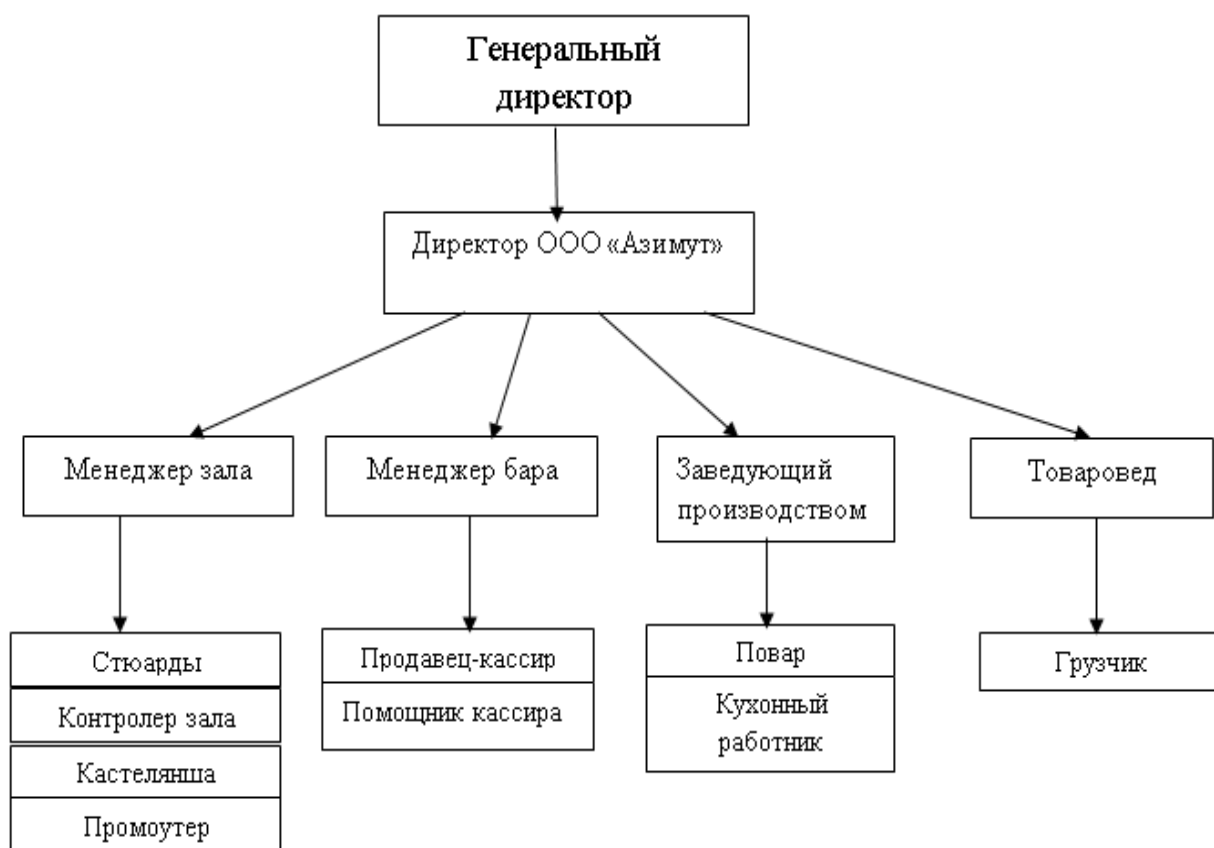 Генеральный
директор
Директор ООО «Азимут»
Менеджер зала
Менеджер бара
Заведующий
производством
Товаровед
Стюарды
Контролер зала
Кастелянша
Промоутер
Продавец-кассир
Помощник кассира
Повар
Кухонный
работник
Грузчик